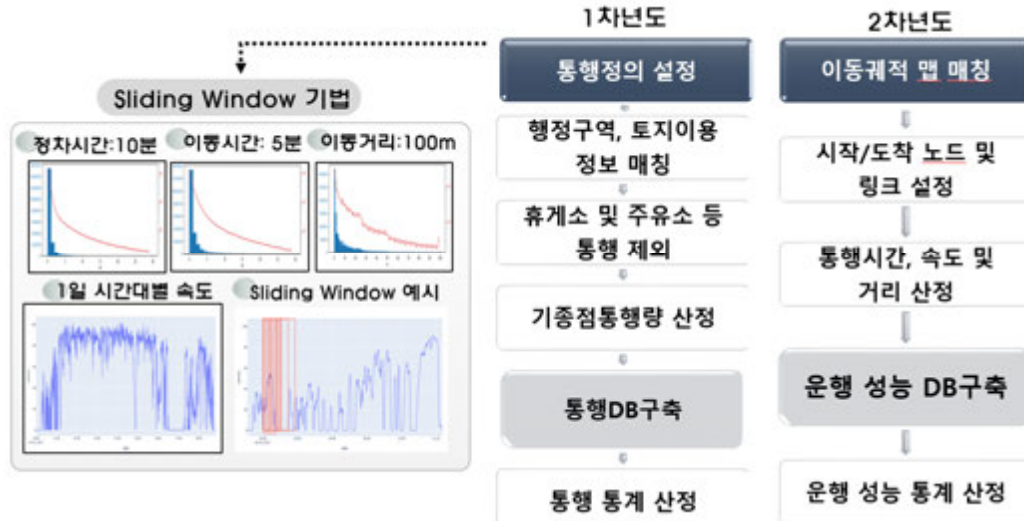 1차년도
2차년도
Sliding Window 기법
통행정의 설정
이동궤적 맵 매칭
정차시간:10분
이동시간: 5분
이동거리:100m
행정구역, 토지이용
정보 매칭
시작/도착 노드 및
링크 설정
휴게소 및 주유소 등
통행 제외
통행시간, 속도 및
거리 산정
1일 시간대별 속도
Sliding Window 예시
기종점통행량 산정
운행 성능 DB구축
통행DB구축
통행 통계 산정
운행 성능 통계 산정